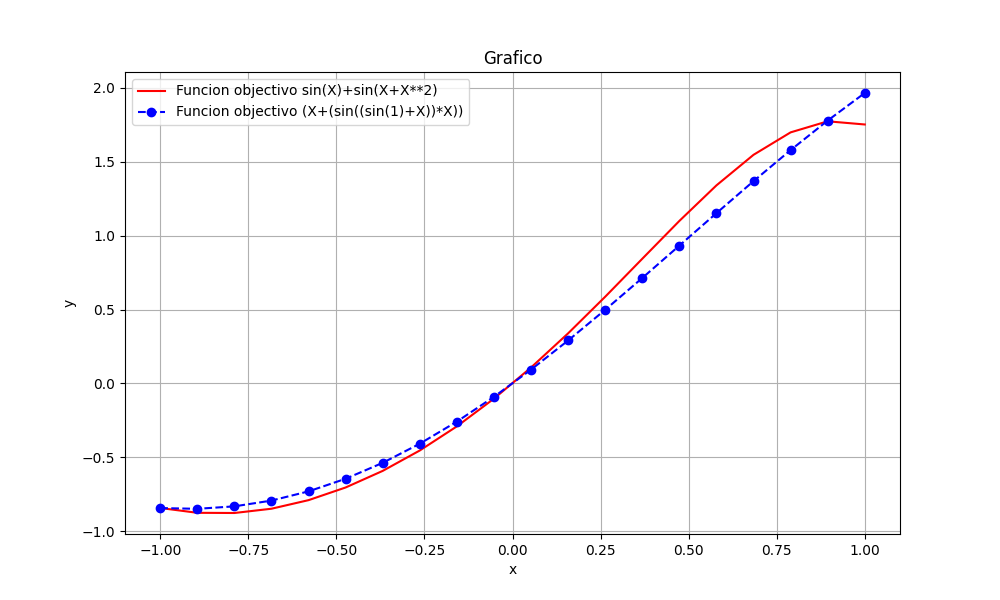 Grafico
Funcion objectivo sin(X)+sin(X+X**2)
Funcion objectivo (X+(sin((sin(1)+X))*X))
2.0
1.5
1.0
0.5
0.0
−0.5
−1.0
y
−1.00 −0.75 −0.50 −0.25 0.00 0.25 0.50 0.75 1.00
x